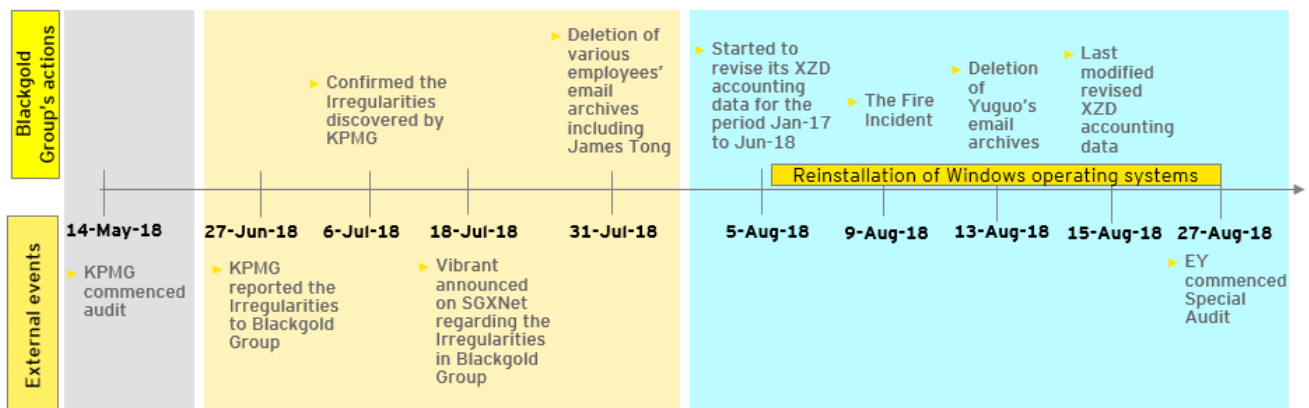 Blackgold
Group's actions
Deletion of
various
employees'
email
archives
including
James Tong
Confirmed the
Irregularities
discovered by
KPMG
Started to
revise its XZD
accounting
data for the
period Jan-17
to Jun-18
The Fire
Incident
Deletion
of
Yuguo's
email
archives
Last
modified
revised
XZD
accounting
data
Reinstallation of Windows operating systems
14-May-18
27-Jun-18
6-Jul-18
18-Jul-18
31-Jul-18
5-Aug-18
9-Aug-18
13-Aug-18
15-Aug-18
27-Aug-18
External events
KPMG
commenced
audit
KPMG
reported the
Irregularities
to Blackgold
Group
Vibrant
announced
on SGXNet
regarding the
Irregularities
in Blackgold
Group
EY
commenced
Special
Audit